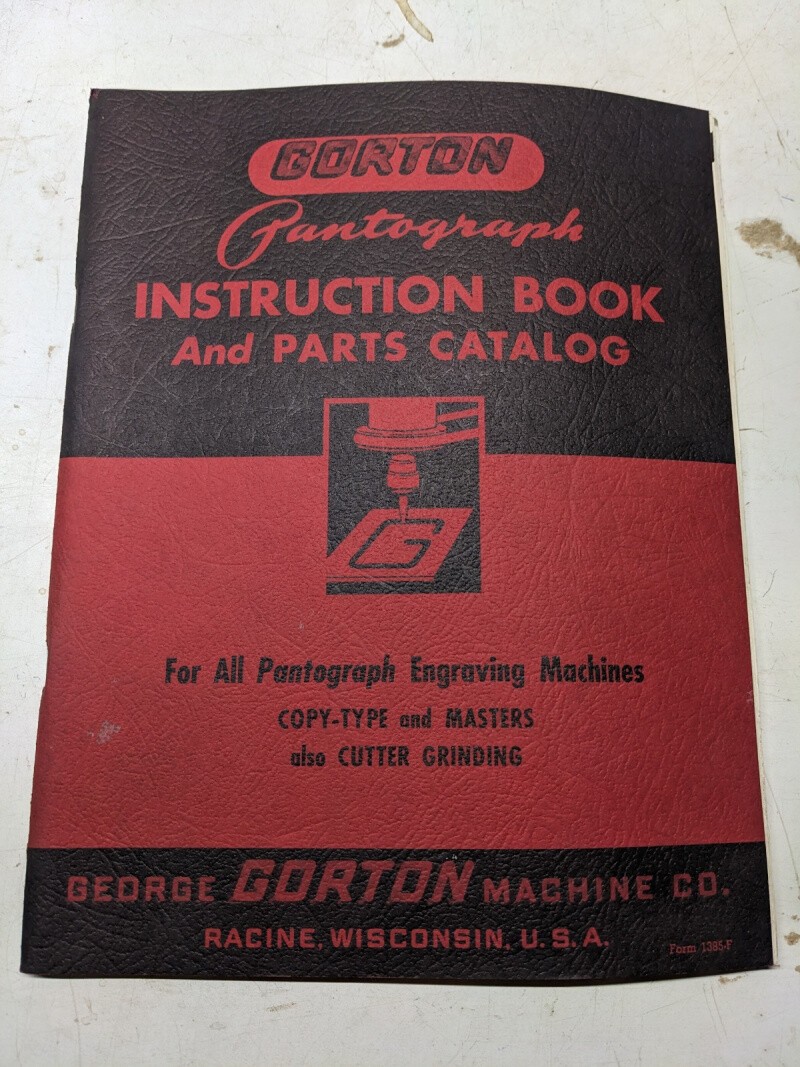 GORTON
Pantograph
INSTRUCTION BOOK
And PARTS CATALOG
G
For All Pantograph Engraving Machines
COPY-TYPE and MASTERS
also CUTTER GRINDING
GEORGE GORTON MACHINE CO.
RACINE, WISCONSIN, U. S. A.
Form 1385-F